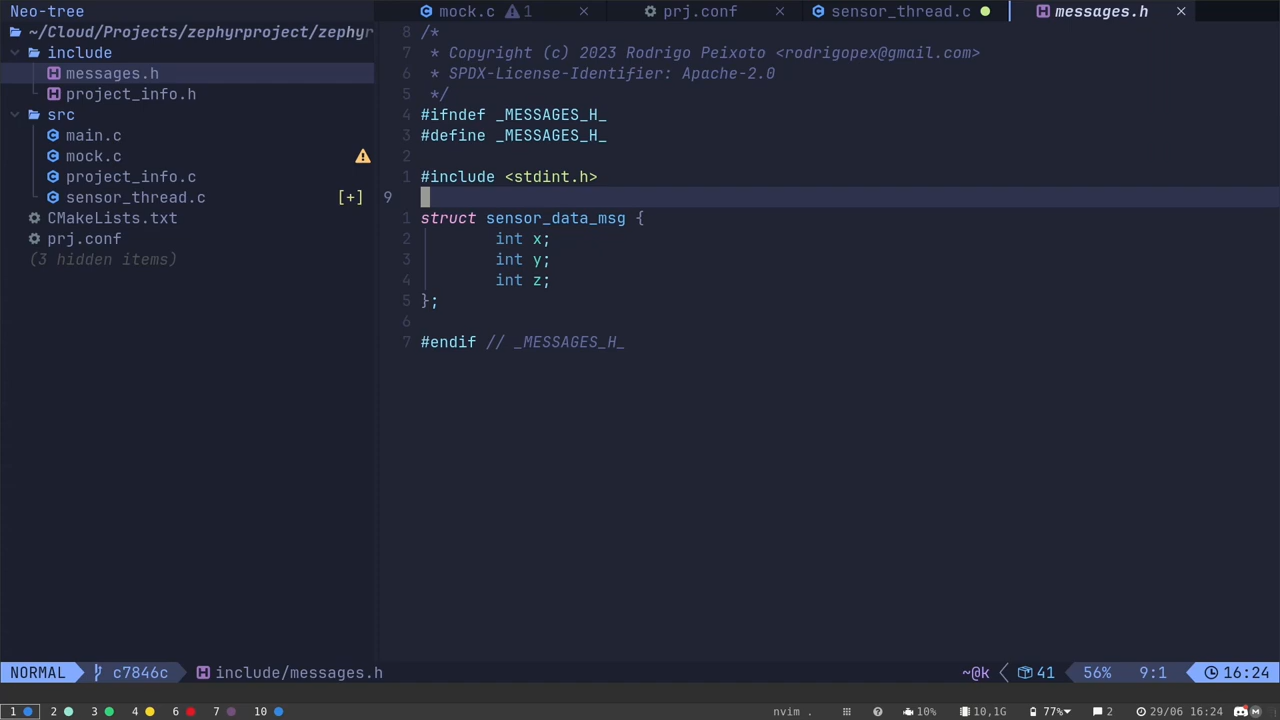 Neo-tree
~/Cloud/Projects/zephyrproject/zephyr
include
messages.h
project_info.h
src
main.c
mock.c
project_info.c
sensor_thread.c [+]
CMakeLists.txt
prj.conf
(3 hidden items)
mock.c 1 prj.conf sensor_thread.c messages.h
8 /*
7 * Copyright (c) 2023 Rodrigo Peixoto <rodrigopex@gmail.com>
6 * SPDX-License-Identifier: Apache-2.0
5 */
4 #ifndef _MESSAGES_H_
3 #define _MESSAGES_H_
2
1 #include <stdint.h>
9
1 struct sensor_data_msg {
2 int x;
3 int y;
4 int z;
5 };
6
7 #endif // _MESSAGES_H_
NORMAL c7846c include/messages.h ~@k 41 56% 9:1 16:24
1 2 3 4 6 7 10 nvim . 10% 10,1G 77% 2 29/06 16:24